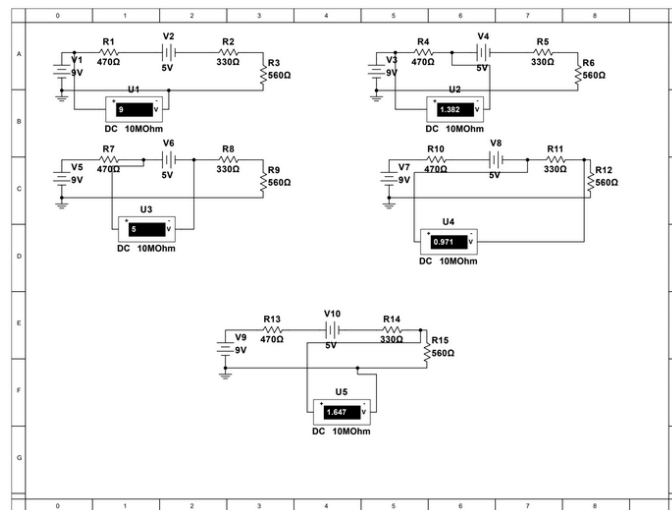 0 1 2 3 4 5 6 7 8
A
V1
9V
R1
470Ω
V2
5V
R2
330Ω
R3
560Ω
U1
+ 9 - V
DC 10MOhm
V3
9V
R4
470Ω
V4
5V
R5
330Ω
R6
560Ω
U2
+ 1.382 - V
DC 10MOhm
B
C
V5
9V
R7
470Ω
V6
5V
R8
330Ω
R9
560Ω
U3
+ 5 - V
DC 10MOhm
V7
9V
R10
470Ω
V8
5V
R11
330Ω
R12
560Ω
U4
+ 0.971 - V
DC 10MOhm
D
E
V9
9V
R13
470Ω
V10
5V
R14
330Ω
R15
560Ω
U5
+ 1.647 - V
DC 10MOhm
F
G
0 1 2 3 4 5 6 7 8